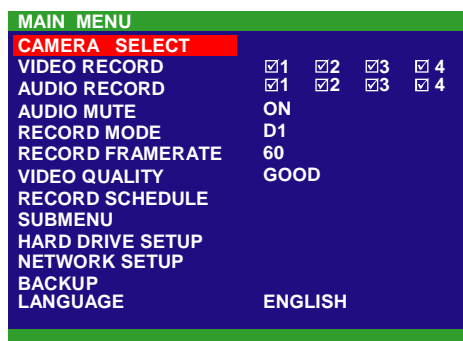 MAIN MENU
CAMERA SELECT
VIDEO RECORD ☑1 ☑2 ☑3 ☑ 4
AUDIO RECORD ☑1 ☑2 ☑3 ☑ 4
AUDIO MUTE ON
RECORD MODE D1
RECORD FRAMERATE 60
VIDEO QUALITY GOOD
RECORD SCHEDULE
SUBMENU
HARD DRIVE SETUP
NETWORK SETUP
BACKUP
LANGUAGE ENGLISH